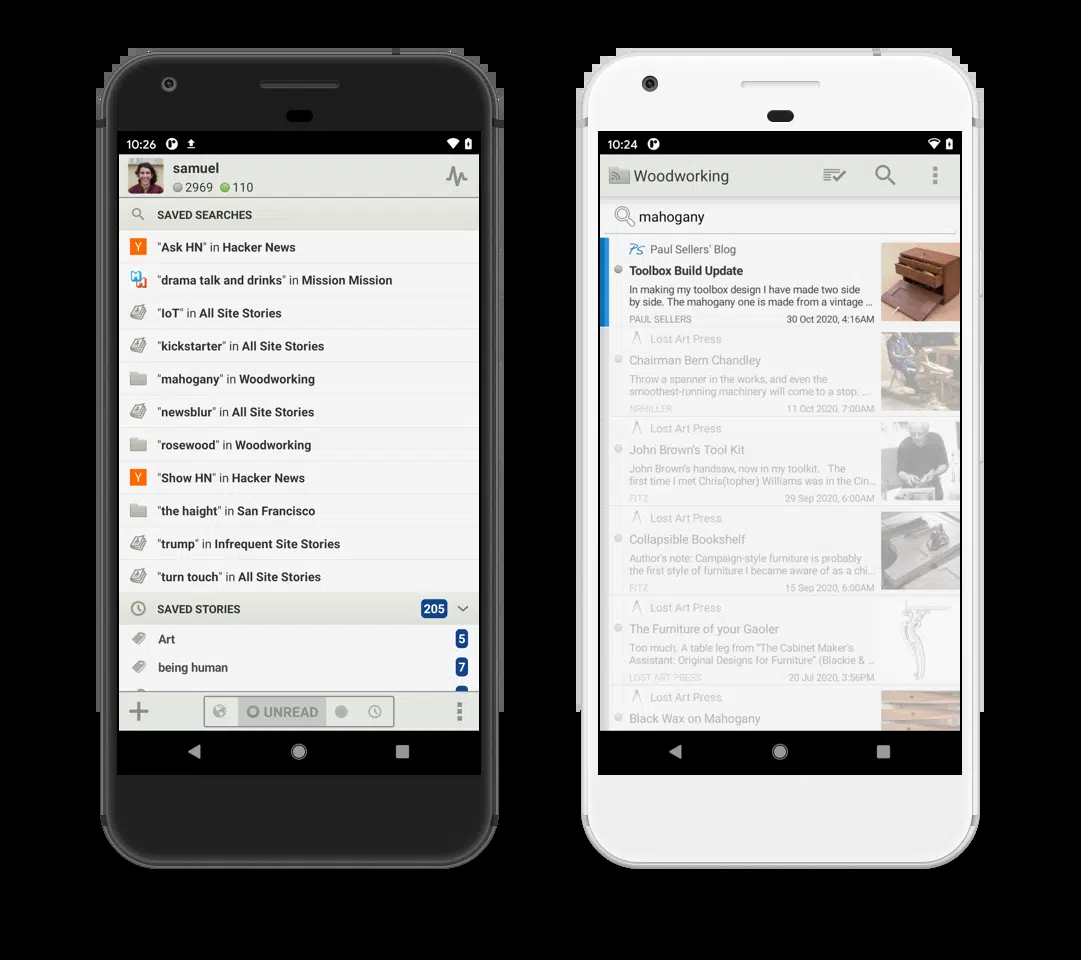 10:26
samuel
2969 110
SAVED SEARCHES
"Ask HN" in Hacker News
"drama talk and drinks" in Mission Mission
"IoT" in All Site Stories
"kickstarter" in All Site Stories
"mahogany" in Woodworking
"newsblur" in All Site Stories
"rosewood" in Woodworking
"Show HN" in Hacker News
"the haight" in San Francisco
"trump" in Infrequent Site Stories
"turn touch" in All Site Stories
SAVED STORIES 205
Art 5
being human 7
UNREAD
10:24
Woodworking
mahogany
PS Paul Sellers' Blog
Toolbox Build Update
In making my toolbox design I have made two side
by side. The mahogany one is made from a vintage ...
PAUL SELLERS 30 Oct 2020, 4:16AM
Lost Art Press
Chairman Bern Chandley
Throw a spanner in the works, and even the
smoothest-running machinery will come to a stop. ...
NRHILLER 11 Oct 2020, 7:00AM
Lost Art Press
John Brown's Tool Kit
John Brown's handsaw, now in my toolkit. The
first time I met Chris(topher) Williams was in the Cin...
FITZ 29 Sep 2020, 6:00AM
Lost Art Press
Collapsible Bookshelf
Author's note: Campaign-style furniture is probably
the first style of furniture I became aware of as a chi...
FITZ 15 Sep 2020, 6:00AM
Lost Art Press
The Furniture of your Gaoler
Too much. A table leg from "The Cabinet Maker's
Assistant: Original Designs for Furniture" (Blackie & ...
LOST ART PRESS 20 Jul 2020, 3:56PM
Lost Art Press
Black Wax on Mahogany